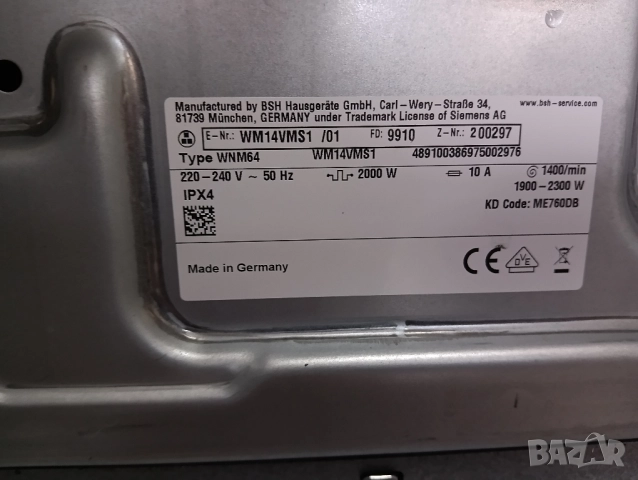 Manufactured by BSH Hausgeräte GmbH, Carl-Wery-Straße 34,
81739 München, GERMANY under Trademark License of Siemens AG
www.bsh-service.com
E-Nr.: WM14VMS1 /01 FD: 9910 Z-Nr.: 200297
Type WNM64 WM14VMS1 489100386975002976
220-240 V ~ 50 Hz 2000 W 10 A 1400/min
1900-2300 W
IPX4
KD Code: ME760DB
Made in Germany
CE
DVE
BAZAR